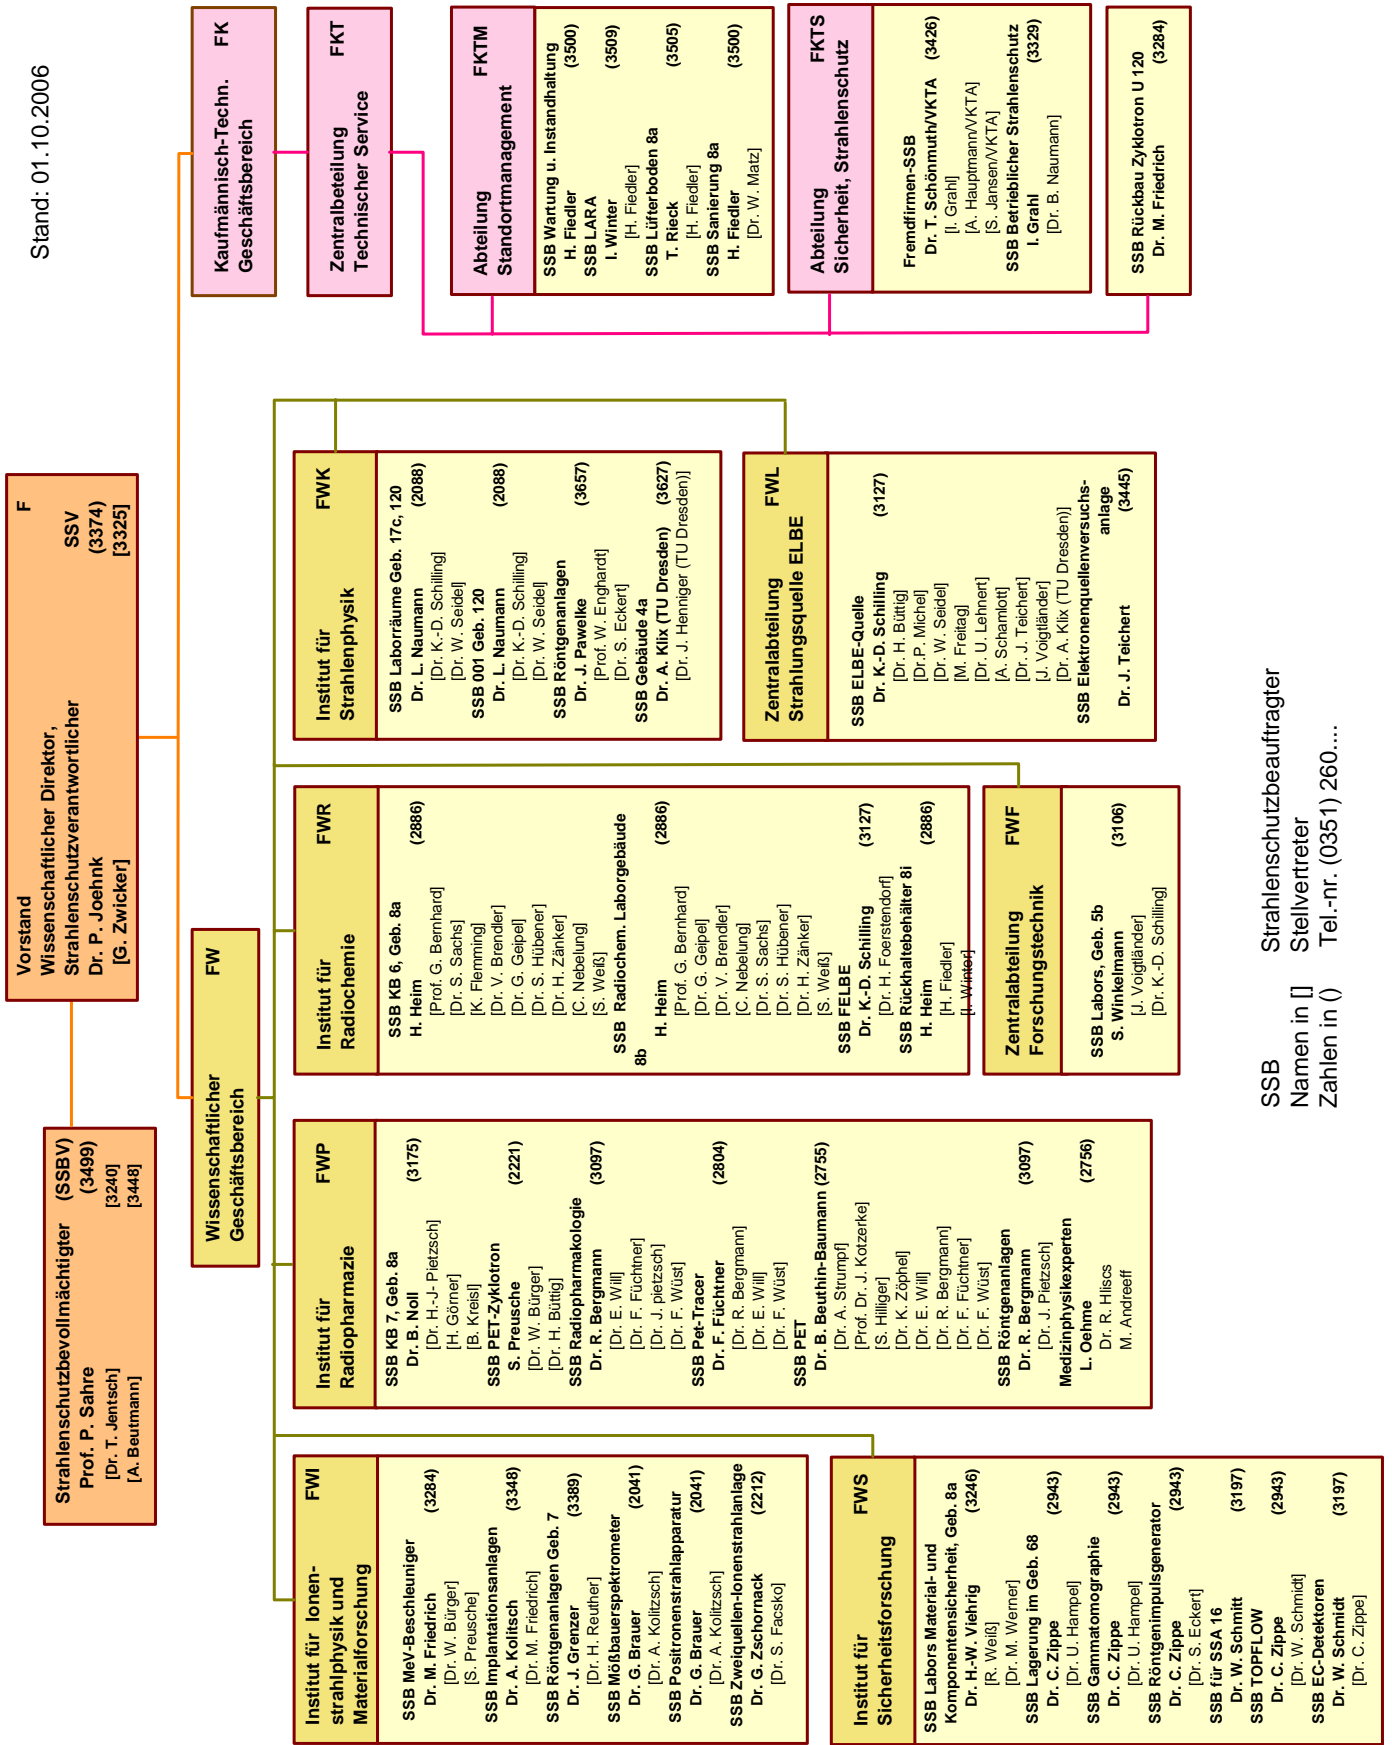 Stand: 01.10.2006
Vorstand F
Wissenschaftlicher Direktor,
Strahlenschutzverantwortlicher SSV
Dr. P. Joehnk (3374)
[G. Zwicker] [3325]
Strahlenschutzbevollmächtigter (SSBV)
Prof. P. Sahre (3499)
[Dr. T. Jentsch] [3240]
[A. Beutmann] [3448]
Wissenschaftlicher FW
Geschäftsbereich
Kaufmännisch-Techn. FK
Geschäftsbereich
Zentralbeteilung FKT
Technischer Service
Institut für Ionen- FWI
strahlphysik und
Materialforschung
SSB MeV-Beschleuniger
Dr. M. Friedrich (3284)
[Dr. W. Bürger]
[S. Preusche]
SSB Implantationsanlagen
Dr. A. Kolitsch (3348)
[Dr. M. Friedrich]
SSB Röntgenanlagen Geb. 7
Dr. J. Grenzer (3389)
[Dr. H. Reuther]
SSB Mößbauerspektrometer
Dr. G. Brauer (2041)
[Dr. A. Kolitzsch]
SSB Positronenstrahlapparatur
Dr. G. Brauer (2041)
[Dr. A. Kolitzsch]
SSB Zweiquellen-Ionenstrahlanlage
Dr. G. Zschornack (2212)
[Dr. S. Facsko]
Institut für FWS
Sicherheitsforschung
SSB Labors Material- und
Komponentensicherheit, Geb. 8a
Dr. H.-W. Viehrig (3246)
[R. Weiß]
[Dr. M. Werner]
SSB Lagerung im Geb. 68
Dr. C. Zippe (2943)
[Dr. U. Hampel]
SSB Gammatomographie
Dr. C. Zippe (2943)
[Dr. U. Hampel]
SSB Röntgenimpulsgenerator
Dr. C. Zippe (2943)
[Dr. S. Eckert]
SSB für SSA 16
Dr. W. Schmitt (3197)
SSB TOPFLOW
Dr. C. Zippe (2943)
[Dr. W. Schmidt]
SSB EC-Detektoren
Dr. W. Schmidt (3197)
[Dr. C. Zippe]
Institut für FWP
Radiopharmazie
SSB KB 7, Geb. 8a
Dr. B. Noll (3175)
[Dr. H.-J- Pietzsch]
[H. Görner]
[B. Kreisl]
SSB PET-Zyklotron
S. Preusche (2221)
[Dr. W. Bürger]
[Dr. H. Büttig]
SSB Radiopharmakologie
Dr. R. Bergmann (3097)
[Dr. E. Will]
[Dr. F. Füchtner]
[Dr. J. pietzsch]
[Dr. F. Wüst]
SSB Pet-Tracer
Dr. F. Füchtner (2804)
[Dr. R. Bergmann]
[Dr. E. Will]
[Dr. F. Wüst]
SSB PET
Dr. B. Beuthin-Baumann (2755)
[Dr. A. Strumpf]
[Prof. Dr. J. Kotzerke]
[S. Hilliger]
[Dr. K. Zöphel]
[Dr. E. Will]
[Dr. R. Bergmann]
[Dr. F. Füchtner]
[Dr. F. Wüst]
SSB Röntgenanlagen
Dr. R. Bergmann (3097)
[Dr. J. Pietzsch]
Medizinphysikexperten
L. Oehme (2756)
Dr. R. Hliscs
M. Andreeff
Institut für FWR
Radiochemie
SSB KB 6, Geb. 8a
H. Heim (2886)
[Prof. G. Bernhard]
[Dr. S. Sachs]
[K. Flemming]
[Dr. V. Brendler]
[Dr. G. Geipel]
[Dr. S. Hübener]
[Dr. H. Zänker]
[C. Nebelung]
[S. Weiß]
SSB Radiochem. Laborgebäude
8b
H. Heim (2886)
[Prof. G. Bernhard]
[Dr. G. Geipel]
[Dr. V. Brendler]
[C. Nebelung]
[Dr. S. Sachs]
[Dr. S. Hübener]
[Dr. H. Zänker]
[S. Weiß]
SSB FELBE
Dr. K.-D. Schilling (3127)
[Dr. H. Foerstendorf]
SSB Rückhaltebehälter 8i
H. Heim (2886)
[H. Fiedler]
[I. Winter]
Zentralabteilung FWF
Forschungstechnik
SSB Labors, Geb. 5b
S. Winkelmann (3106)
[J. Voigtländer]
[Dr. K.-D. Schilling]
Institut für FWK
Strahlenphysik
SSB Laborräume Geb. 17c, 120
Dr. L. Naumann (2088)
[Dr. K.-D. Schilling]
[Dr. W. Seidel]
SSB 001 Geb. 120
Dr. L. Naumann (2088)
[Dr. K.-D. Schilling]
[Dr. W. Seidel]
SSB Röntgenanlagen
Dr. J. Pawelke (3657)
[Prof. W. Enghardt]
[Dr. S. Eckert]
SSB Gebäude 4a
Dr. A. Klix (TU Dresden) (3627)
[Dr. J. Henniger (TU Dresden)]
Zentralabteilung FWL
Strahlungsquelle ELBE
SSB ELBE-Quelle
Dr. K.-D. Schilling (3127)
[Dr. H. Büttig]
[Dr.P. Michel]
[Dr. W. Seidel]
[M. Freitag]
[Dr. U. Lehnert]
[A. Schamlott]
[Dr. J. Teichert]
[J. Voigtländer]
[Dr. A. Klix (TU Dresden)]
SSB Elektronenquellenversuchs-
anlage
Dr. J. Teichert (3445)
Abteilung FKTM
Standortmanagement
SSB Wartung u. Instandhaltung
H. Fiedler (3500)
SSB LARA
I. Winter (3509)
[H. Fiedler]
SSB Lüfterboden 8a
T. Rieck (3505)
[H. Fiedler]
SSB Sanierung 8a
H. Fiedler (3500)
[Dr. W. Matz]
Abteilung FKTS
Sicherheit, Strahlenschutz
Fremdfirmen-SSB
Dr. T. Schönmuth/VKTA (3426)
[I. Grahl]
[A. Hauptmann/VKTA]
[S. Jansen/VKTA]
SSB Betrieblicher Strahlenschutz
I. Grahl (3329)
[Dr. B. Naumann]
SSB Rückbau Zyklotron U 120
Dr. M. Friedrich (3284)
SSB Strahlenschutzbeauftragter
Namen in [] Stellvertreter
Zahlen in () Tel.-nr. (0351) 260....